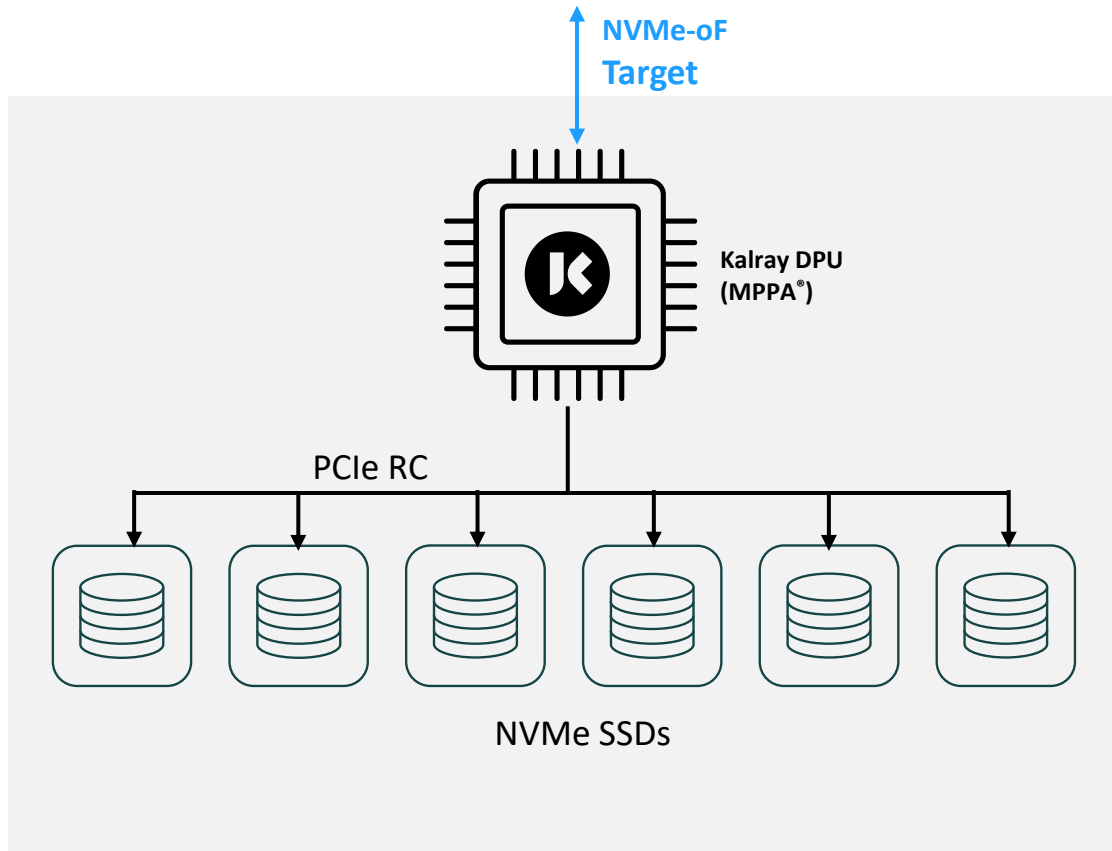 NVMe-oF
Target
Kalray DPU
(MPPA®)
PCIe RC
NVMe SSDs